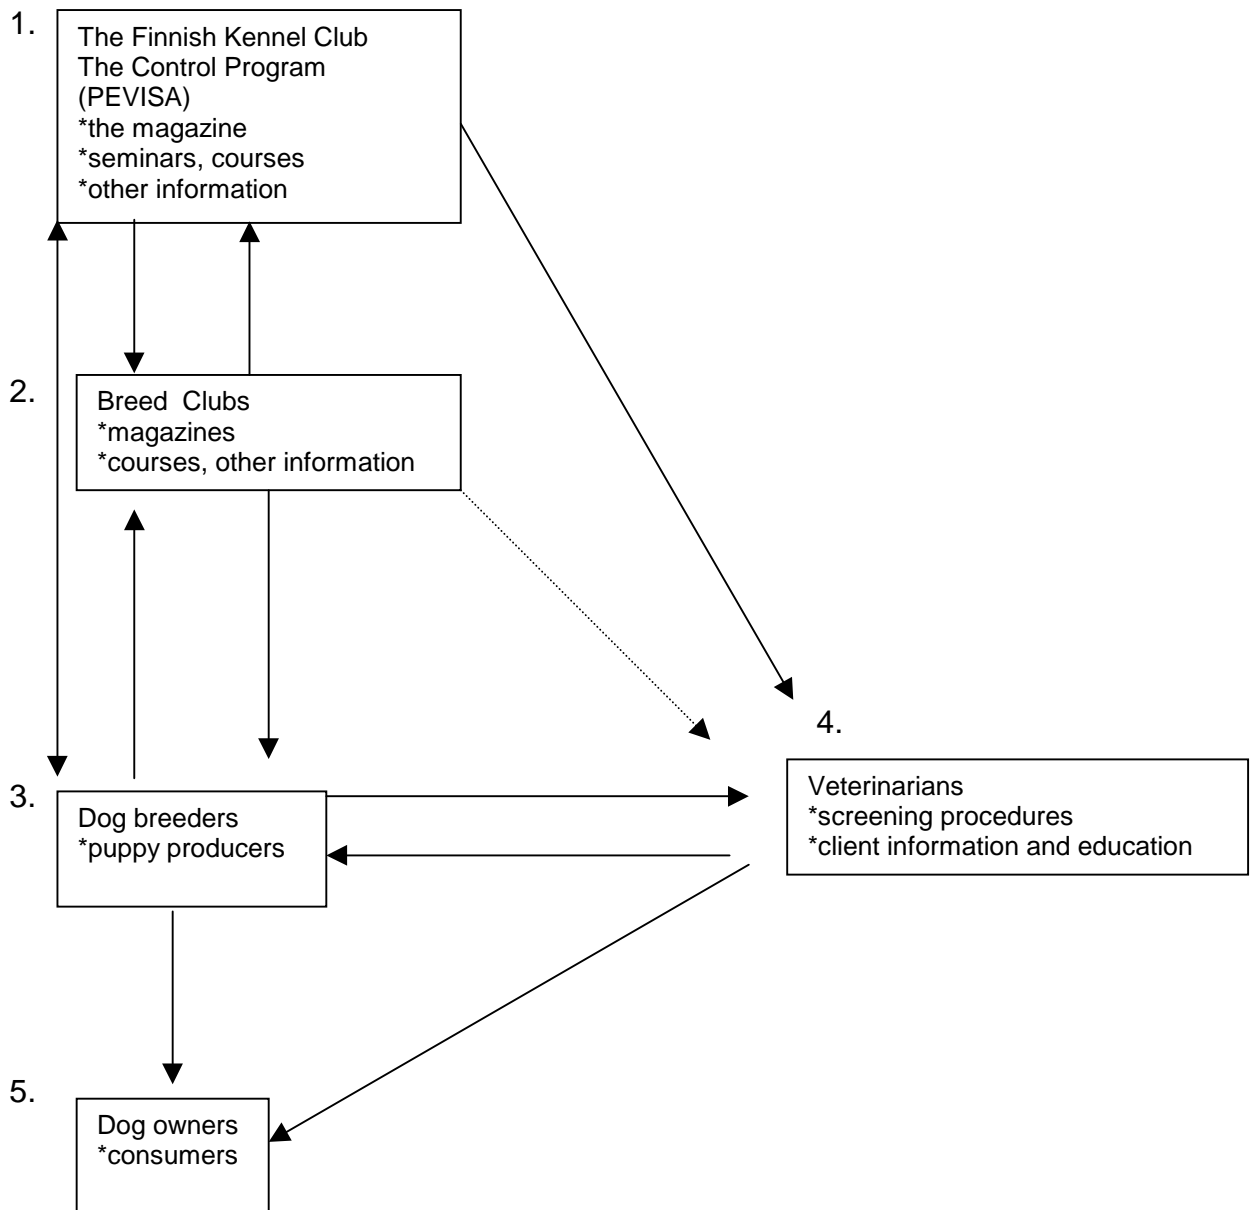 1.
The Finnish Kennel Club
The Control Program
(PEVISA)
*the magazine
*seminars, courses
*other information
2.
Breed  Clubs
*magazines
*courses, other information
4.
Veterinarians
*screening procedures
*client information and education
3.
Dog breeders
*puppy producers
5.
Dog owners
*consumers